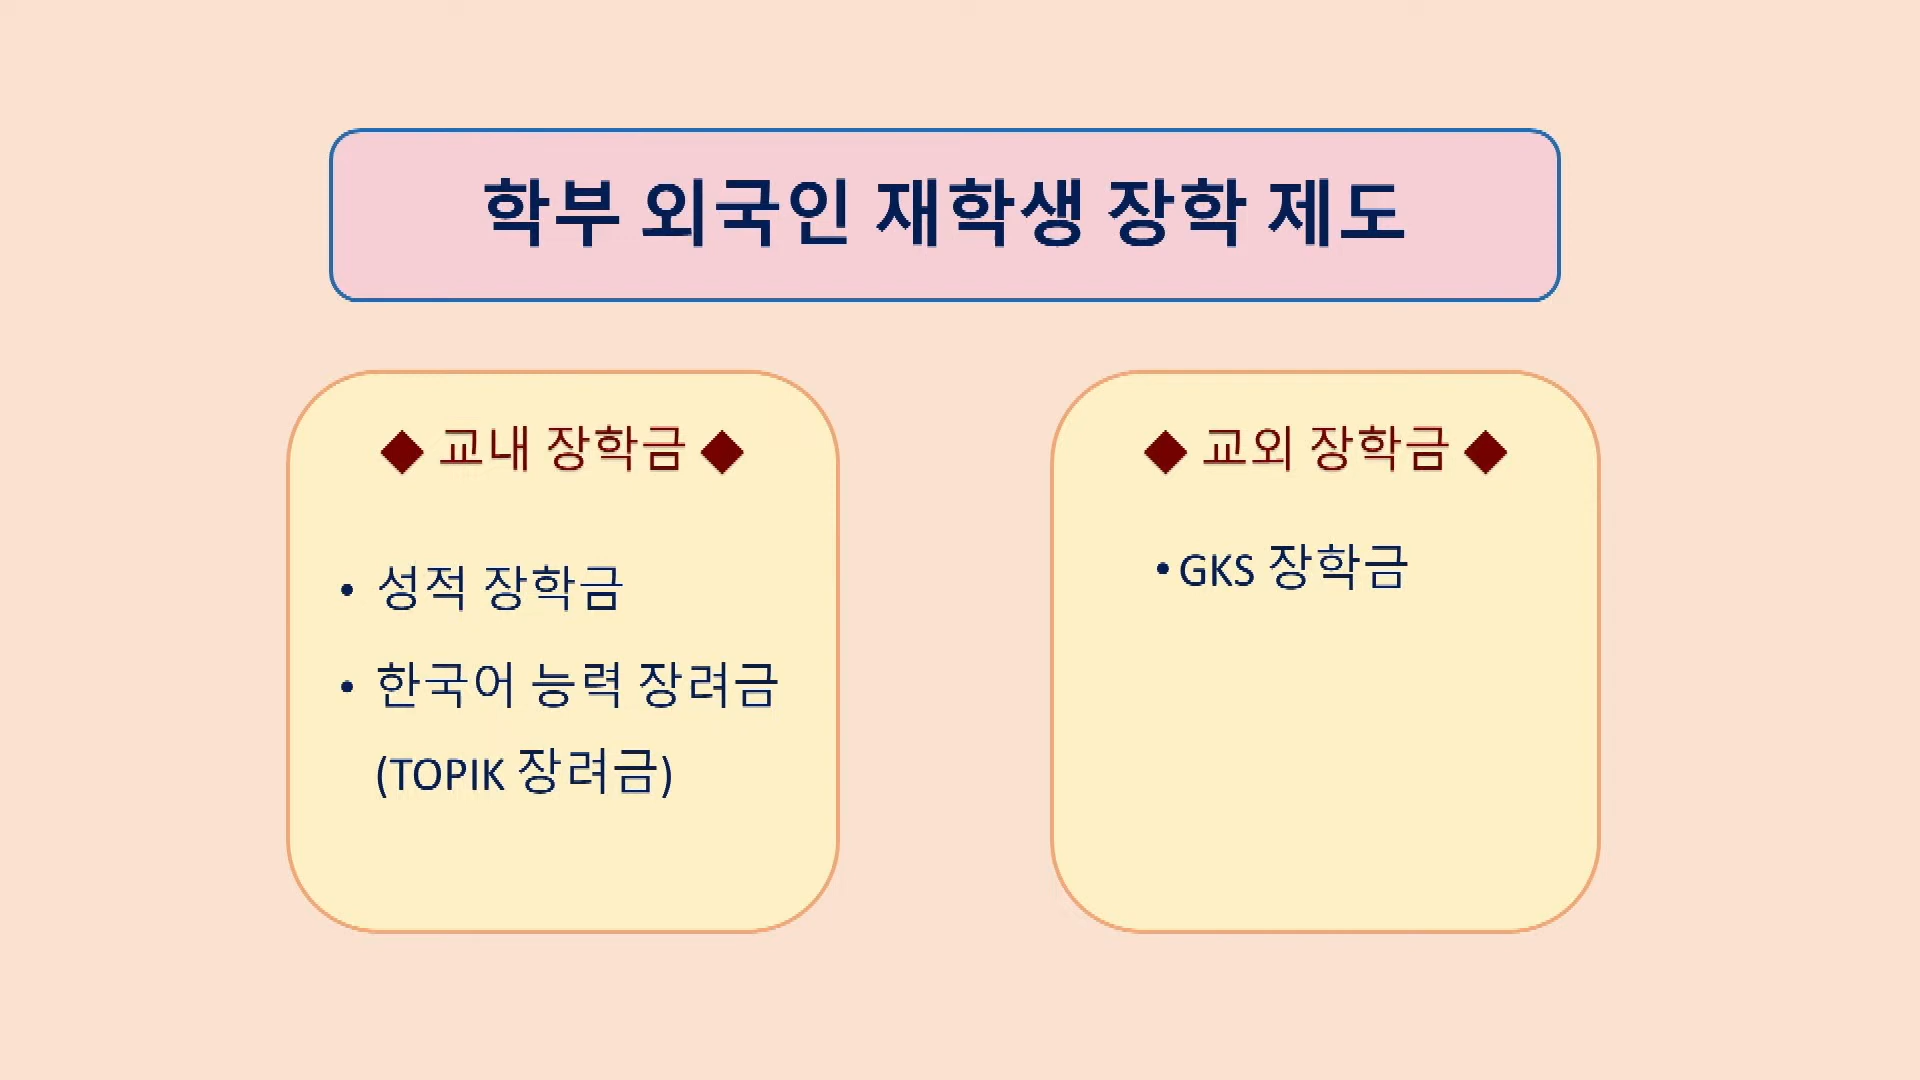 학부 외국인 재학생 장학 제도
◆ 교내 장학금 ◆
• 성적 장학금
• 한국어 능력 장려금
(TOPIK 장려금)
◆ 교외 장학금 ◆
• GKS 장학금